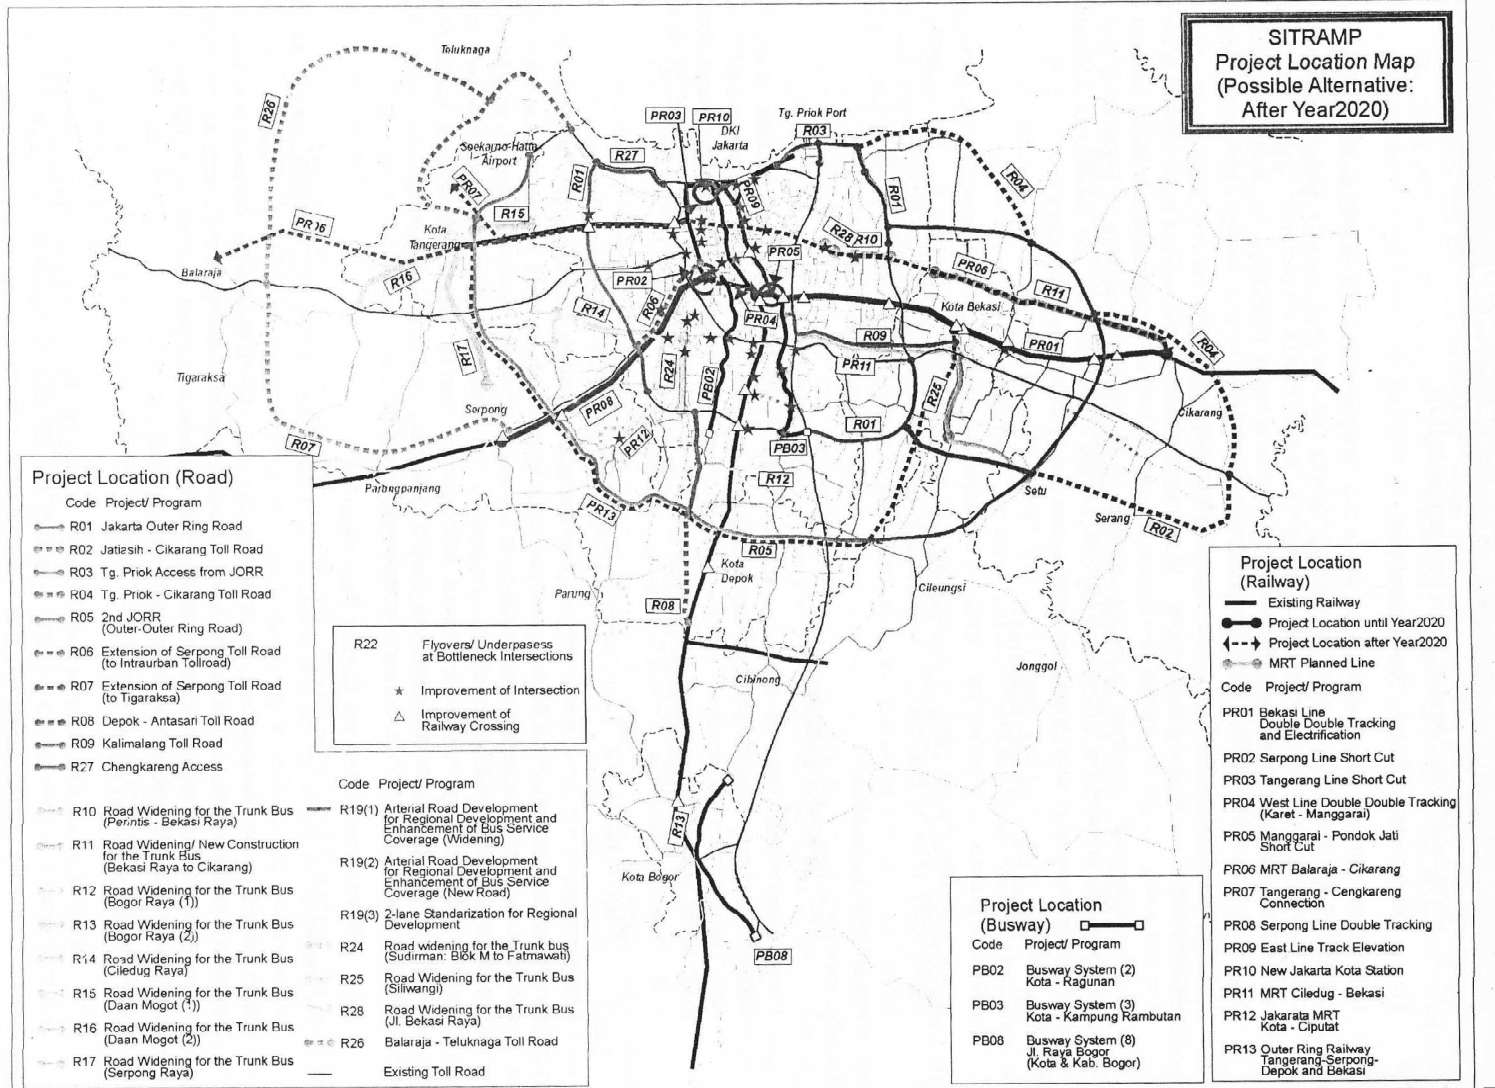 SITRAMP
Project Location Map
(Possible Alternative:
After Year2020)
Teluknaga
R26
PR03
PR10
DKI
Jakarta
Tg. Priok Port
R03
Soekarno-Hatta
Airport
R27
R01
PR07
PR09
R01
R04
R15
Kota
Tangerang
R28
R10
PR05
PR06
Balaraja
R16
PR02
PR06
R11
Kota Bekasi
R06
R14
PR04
R09
PR01
R04
R17
R24
PR11
Tigaraksa
PB02
R25
Serpong
PR08
Cikarang
R01
R07
PR12
PB03
Parungpanjang
R12
Setu
Serang
R02
PR13
R05
Kota
Depok
Parung
R08
Cileungsi
Cibinong
Jonggol
R13
Kota Bogor
PB08
Project Location (Road)
Code Project/ Program
R01 Jakarta Outer Ring Road
R02 Jatiasih - Cikarang Toll Road
R03 Tg. Priok Access from JORR
R04 Tg. Priok - Cikarang Toll Road
R05 2nd JORR
(Outer-Outer Ring Road)
R06 Extension of Serpong Toll Road
(to Intraurban Tollroad)
R07 Extension of Serpong Toll Road
(to Tigaraksa)
R08 Depok - Antasari Toll Road
R09 Kalimalang Toll Road
R27 Chengkareng Access
R10 Road Widening for the Trunk Bus
(Perintis - Bekasi Raya)
R11 Road Widening/ New Construction
for the Trunk Bus
(Bekasi Raya to Cikarang)
R12 Road Widening for the Trunk Bus
(Bogor Raya (1))
R13 Road Widening for the Trunk Bus
(Bogor Raya (2))
R14 Road Widening for the Trunk Bus
(Ciledug Raya)
R15 Road Widening for the Trunk Bus
(Daan Mogot (1))
R16 Road Widening for the Trunk Bus
(Daan Mogot (2))
R17 Road Widening for the Trunk Bus
(Serpong Raya)
R22 Flyovers/ Underpasess
at Bottleneck Intersections
Improvement of Intersection
Improvement of
Railway Crossing
Code Project/ Program
R19(1) Arterial Road Development
for Regional Development and
Enhancement of Bus Service
Coverage (Widening)
R19(2) Arterial Road Development
for Regional Development and
Enhancement of Bus Service
Coverage (New Road)
R19(3) 2-lane Standarization for Regional
Development
R24 Road widening for the Trunk bus
(Sudirman: Blok M to Fatmawati)
R25 Road Widening for the Trunk Bus
(Siliwangi)
R28 Road Widening for the Trunk Bus
(Jl. Bekasi Raya)
R26 Balaraja - Teluknaga Toll Road
Existing Toll Road
Project Location
(Busway)
Code Project/ Program
PB02 Busway System (2)
Kota - Ragunan
PB03 Busway System (3)
Kota - Kampung Rambutan
PB08 Busway System (8)
Jl. Raya Bogor
(Kota & Kab. Bogor)
Project Location
(Railway)
Existing Railway
Project Location until Year2020
Project Location after Year2020
MRT Planned Line
Code Project/ Program
PR01 Bekasi Line
Double Double Tracking
and Electrification
PR02 Serpong Line Short Cut
PR03 Tangerang Line Short Cut
PR04 West Line Double Double Tracking
(Karet - Manggarai)
PR05 Manggarai - Pondok Jati
Short Cut
PR06 MRT Balaraja - Cikarang
PR07 Tangerang - Cengkareng
Connection
PR08 Serpong Line Double Tracking
PR09 East Line Track Elevation
PR10 New Jakarta Kota Station
PR11 MRT Ciledug - Bekasi
PR12 Jakarata MRT
Kota - Ciputat
PR13 Outer Ring Railway
Tangerang-Serpong-
Depok and Bekasi